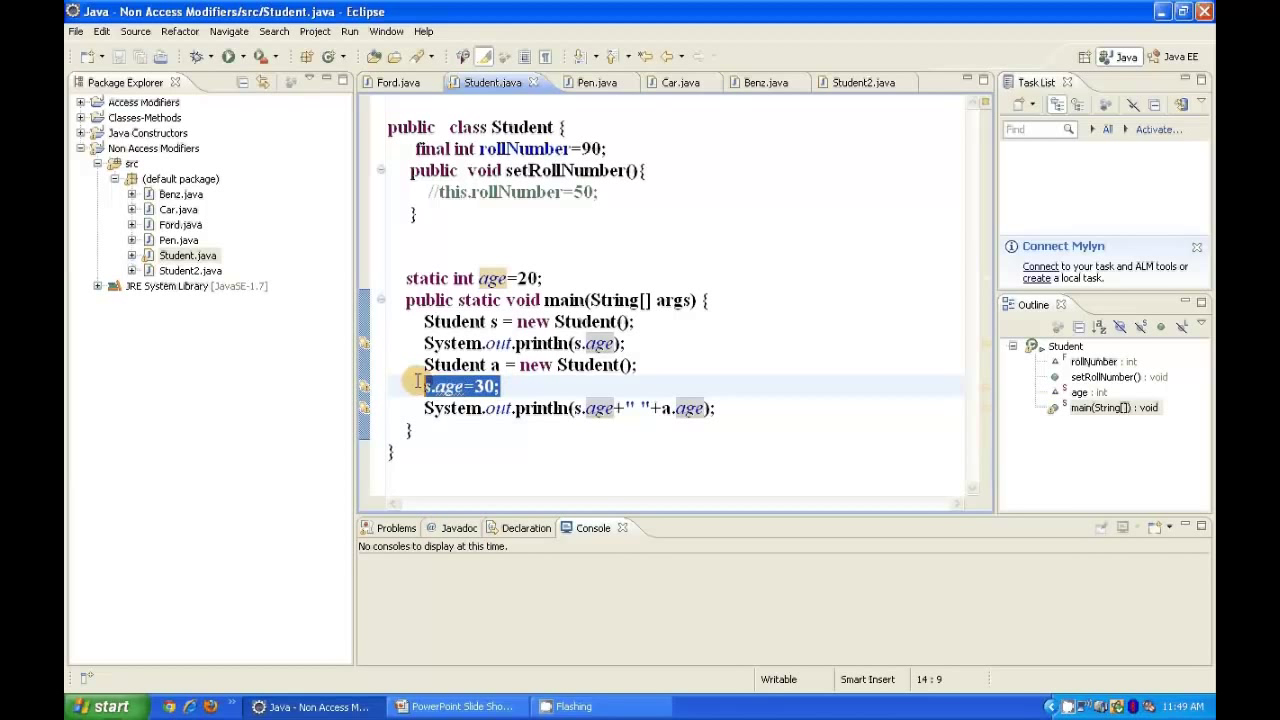 Java - Non Access Modifiers/src/Student.java - Eclipse
File Edit Source Refactor Navigate Search Project Run Window Help
Java Java EE
Package Explorer
Access Modifiers
Classes-Methods
Java Constructors
Non Access Modifiers
src
(default package)
Benz.java
Car.java
Ford.java
Pen.java
Student.java
Student2.java
JRE System Library [JavaSE-1.7]
Ford.java Student.java Pen.java Car.java Benz.java Student2.java
public class Student {
final int rollNumber=90;
public void setRollNumber(){
//this.rollNumber=50;
}
static int age=20;
public static void main(String[] args) {
Student s = new Student();
System.out.println(s.age);
Student a = new Student();
s.age=30;
System.out.println(s.age+" "+a.age);
}
}
Task List
Find All Activate...
Connect Mylyn
Connect to your task and ALM tools or
create a local task.
Outline
Student
rollNumber : int
setRollNumber() : void
age : int
main(String[]) : void
Problems Javadoc Declaration Console
No consoles to display at this time.
Writable Smart Insert 14 : 9
start Java - Non Access M... PowerPoint Slide Sho... Flashing 11:49 AM